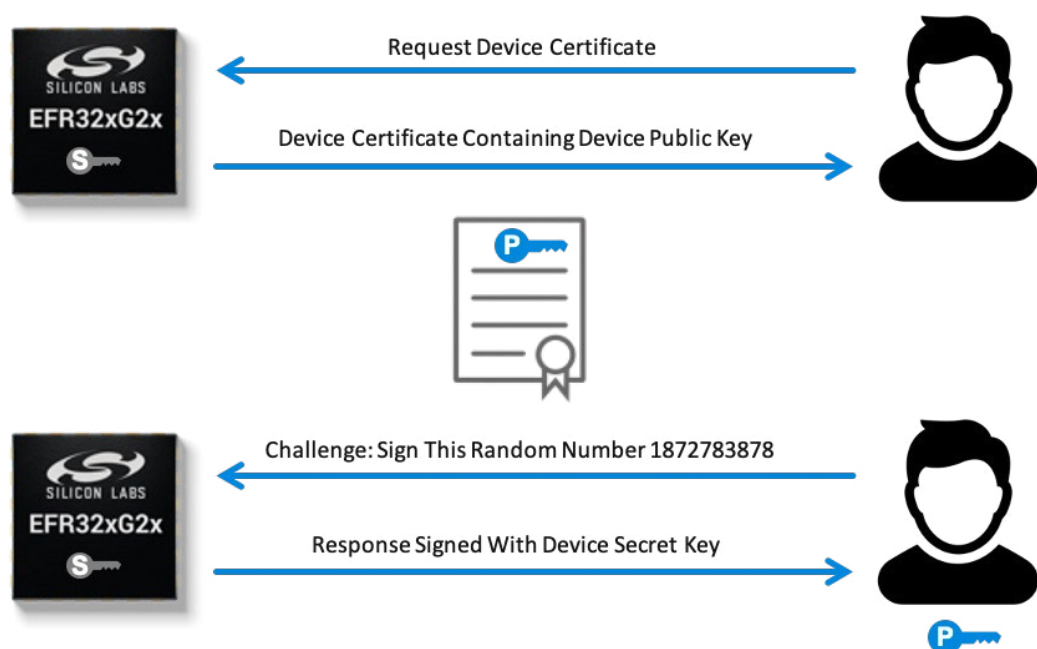 Request Device Certificate
SILICON LABS
EFR32xG2x
S
Device Certificate Containing Device Public Key
P
Challenge: Sign This Random Number 1872783878
SILICON LABS
EFR32xG2x
S
Response Signed With Device Secret Key
P